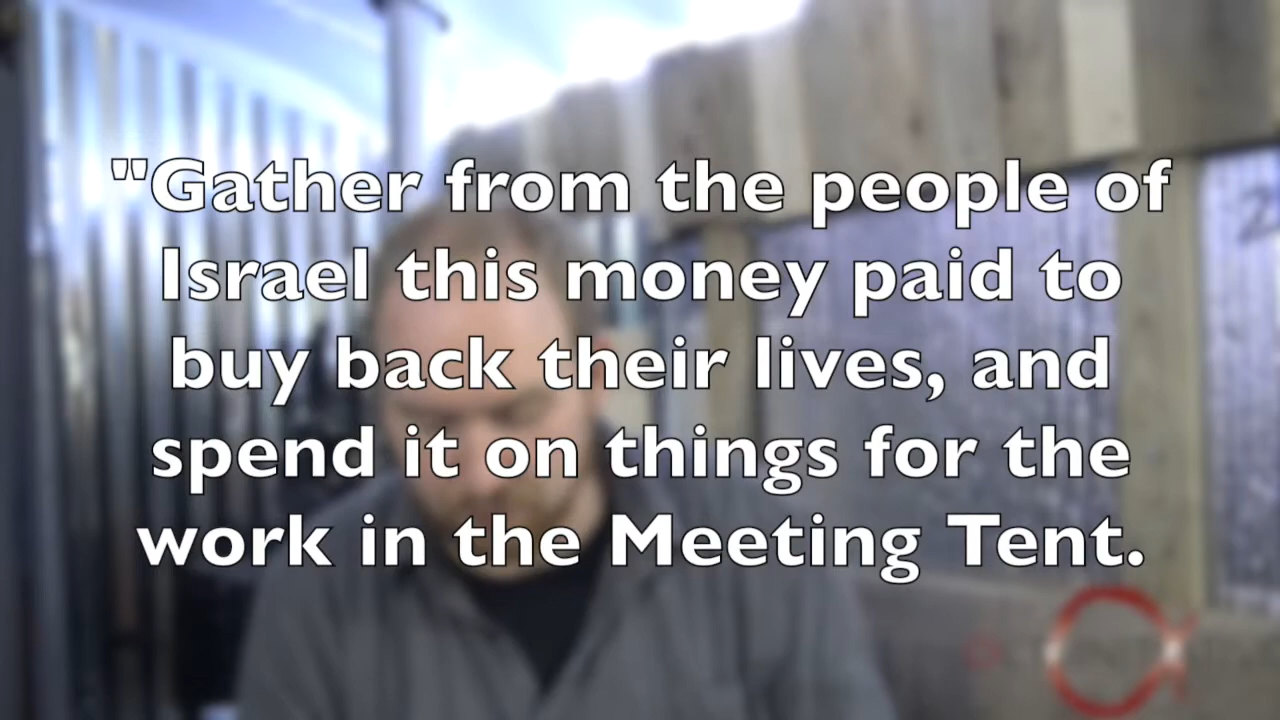 "Gather from the people of
Israel this money paid to
buy back their lives, and
spend it on things for the
work in the Meeting Tent.